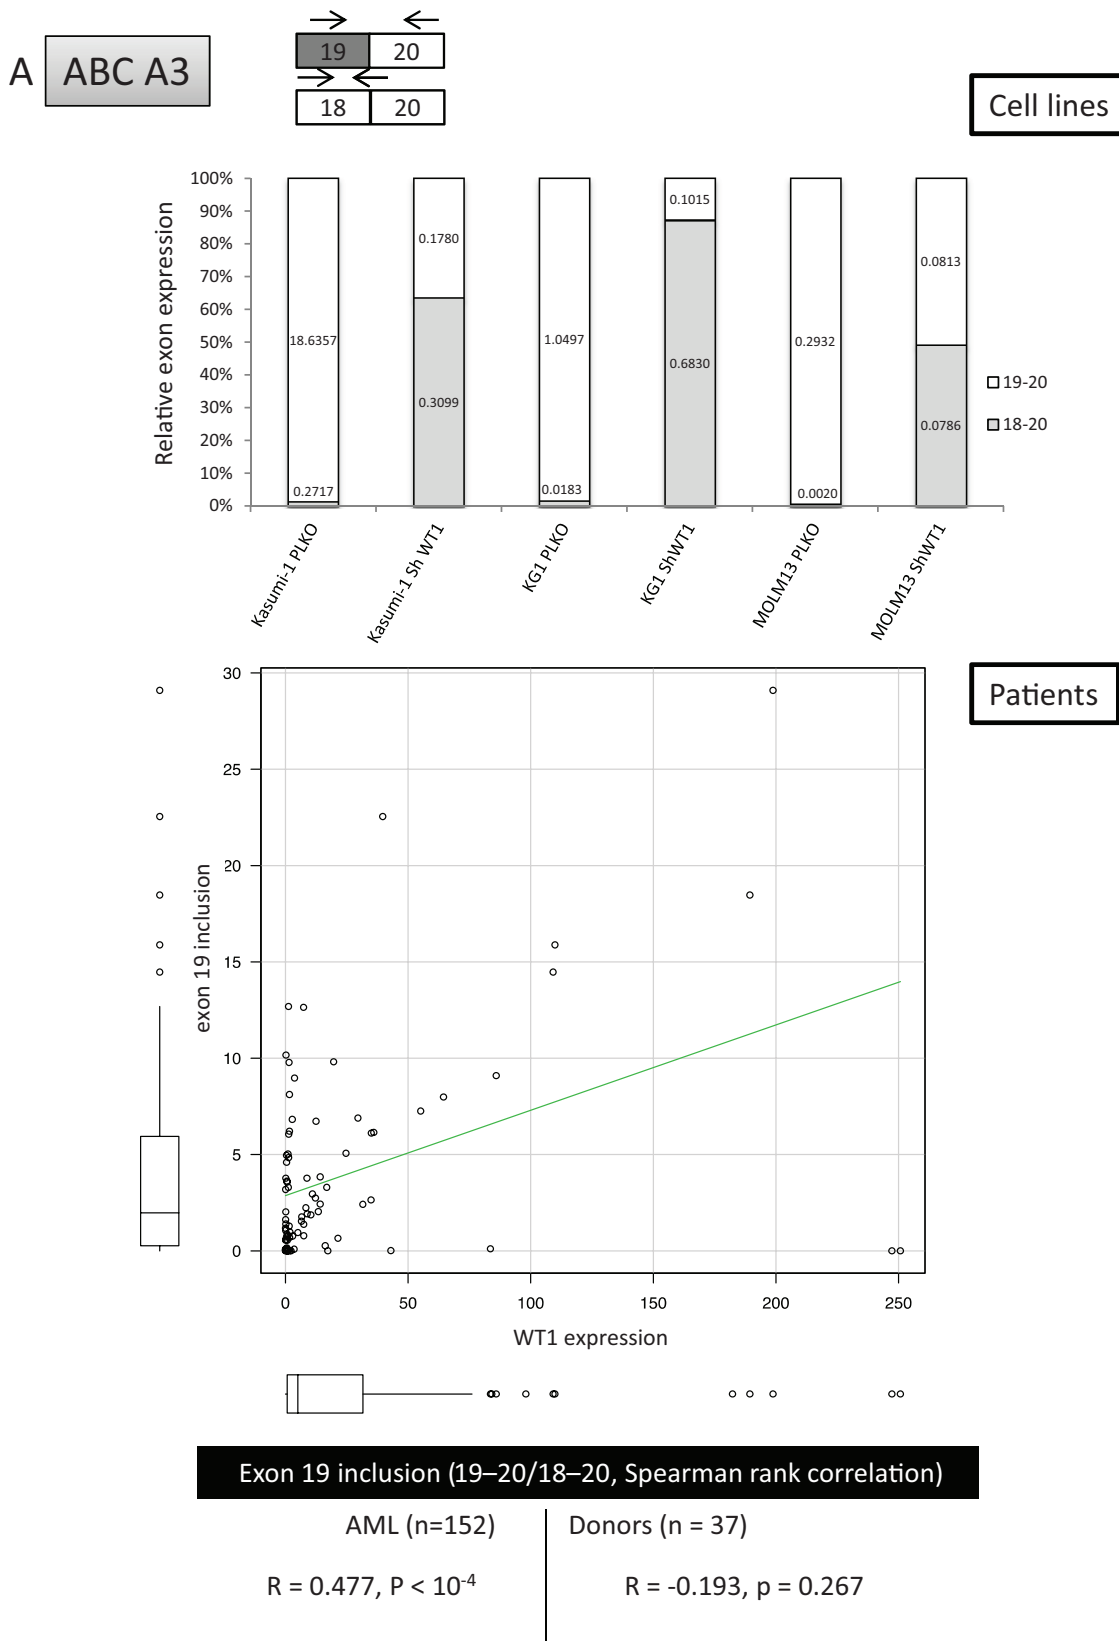 A ABC A3
19 20
18 20
Cell lines
Relative exon expression
100%
90%
80%
70%
60%
50%
40%
30%
20%
10%
0%
18.6357
0.2717
0.1780
0.3099
1.0497
0.0183
0.1015
0.6830
0.2932
0.0020
0.0813
0.0786
19-20
18-20
Kasumi-1 PLKO
Kasumi-1 Sh WT1
KG1 PLKO
KG1 ShWT1
MOLM13 PLKO
MOLM13 ShWT1
Patients
exon 19 inclusion
30
25
20
15
10
5
0
0 50 100 150 200 250
WT1 expression
Exon 19 inclusion (19–20/18–20, Spearman rank correlation)
AML (n=152) Donors (n = 37)
R = 0.477, P < 10⁻⁴ R = -0.193, p = 0.267